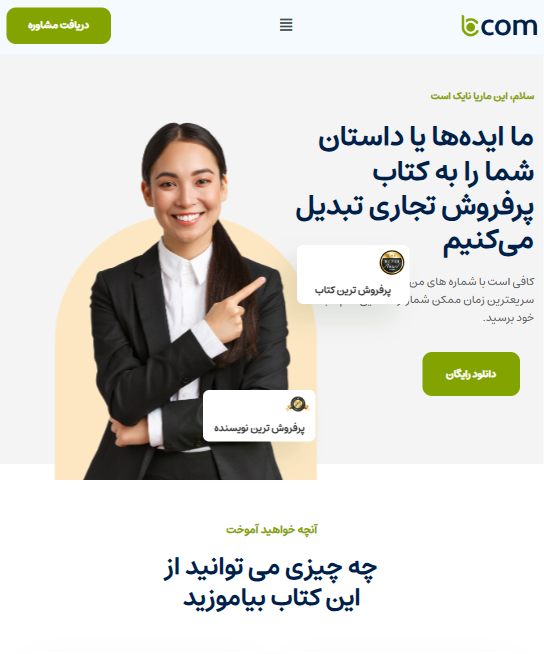 bcom
دریافت مشاوره
سلام، این ماریا نایک است
ما ایده‌ها یا داستان
شما را به کتاب
پرفروش تجاری تبدیل
می‌کنیم
پرفروش ترین کتاب
کافی است با شماره های من
سریعترین زمان ممکن
خود برسید.
دانلود رایگان
پرفروش ترین نویسنده
آنچه خواهید آموخت
چه چیزی می توانید از
این کتاب بیاموزید